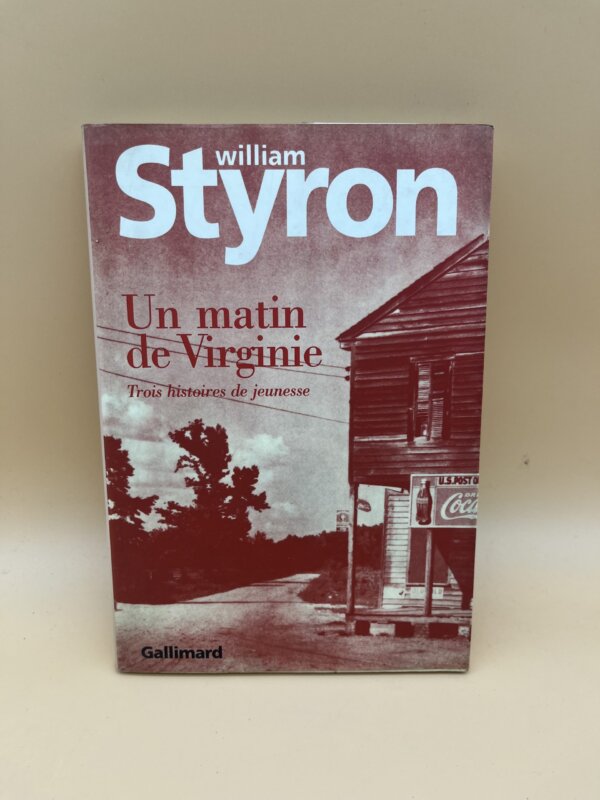 william
Styron
Un matin
de Virginie
Trois histoires de jeunesse
U.S. POST O
Coca
Gallimard